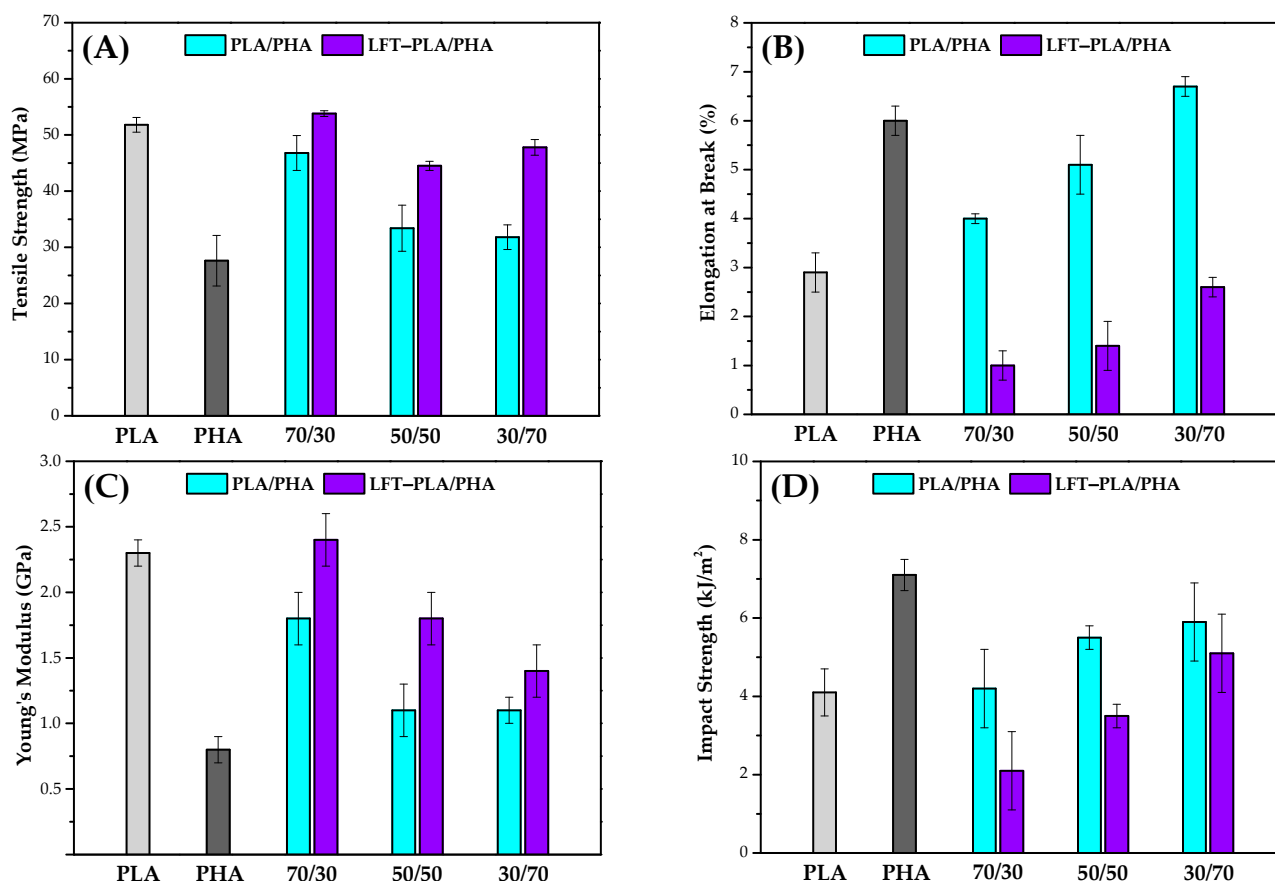 (A)
PLA/PHA LFT–PLA/PHA
Tensile Strength (MPa)
70
60
50
40
30
20
10
0
PLA PHA 70/30 50/50 30/70
(B)
PLA/PHA LFT–PLA/PHA
Elongation at Break (%)
8
7
6
5
4
3
2
1
0
PLA PHA 70/30 50/50 30/70
(C)
PLA/PHA LFT–PLA/PHA
Young's Modulus (GPa)
3.0
2.5
2.0
1.5
1.0
0.5
PLA PHA 70/30 50/50 30/70
(D)
PLA/PHA LFT–PLA/PHA
Impact Strength (kJ/m²)
10
8
6
4
2
0
PLA PHA 70/30 50/50 30/70